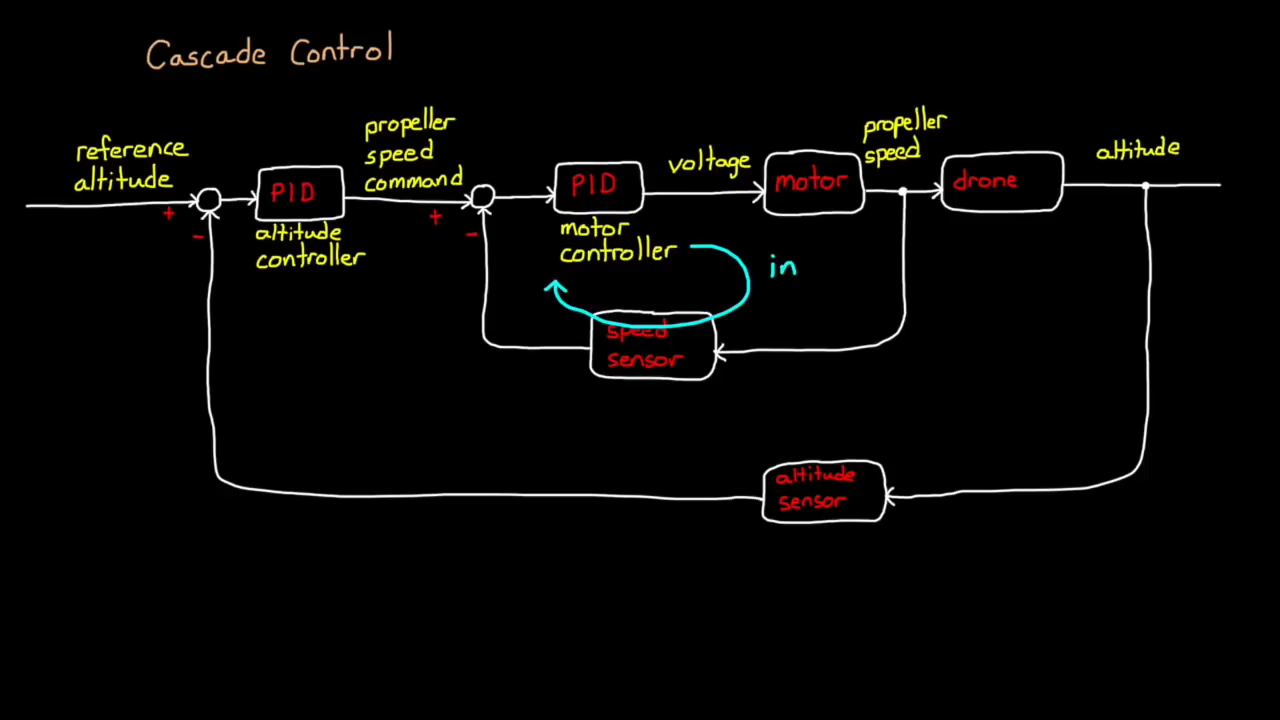 Cascade Control
reference
altitude
+
-
PID
altitude
controller
propeller
speed
command
+
-
PID
motor
controller
voltage
motor
propeller
speed
drone
altitude
in
speed
sensor
altitude
sensor